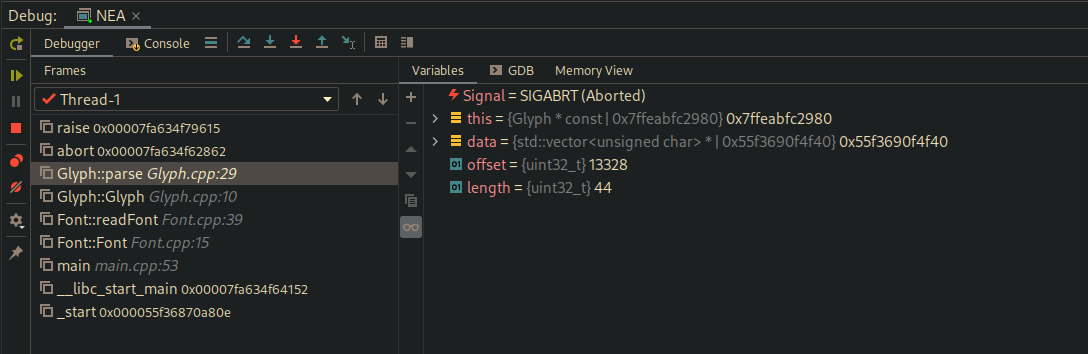 Debug: NEA ×
Debugger Console
Frames Variables GDB Memory View
Thread-1
raise 0x00007fa634f79615
abort 0x00007fa634f62862
Glyph::parse Glyph.cpp:29
Glyph::Glyph Glyph.cpp:10
Font::readFont Font.cpp:39
Font::Font Font.cpp:15
main main.cpp:53
__libc_start_main 0x00007fa634f64152
_start 0x000055f36870a80e
Signal = SIGABRT (Aborted)
this = {Glyph * const | 0x7ffeabfc2980} 0x7ffeabfc2980
data = {std::vector<unsigned char> * | 0x55f3690f4f40} 0x55f3690f4f40
01 offset = {uint32_t} 13328
01 length = {uint32_t} 44